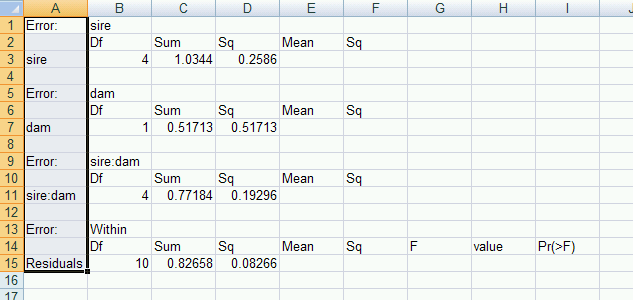 A B C D E F G H I
1 Error: sire
2 Df Sum Sq Mean Sq
3 sire 4 1.0344 0.2586
4
5 Error: dam
6 Df Sum Sq Mean Sq
7 dam 1 0.51713 0.51713
8
9 Error: sire:dam
10 Df Sum Sq Mean Sq
11 sire:dam 4 0.77184 0.19296
12
13 Error: Within
14 Df Sum Sq Mean Sq F value Pr(>F)
15 Residuals 10 0.82658 0.08266
16
17